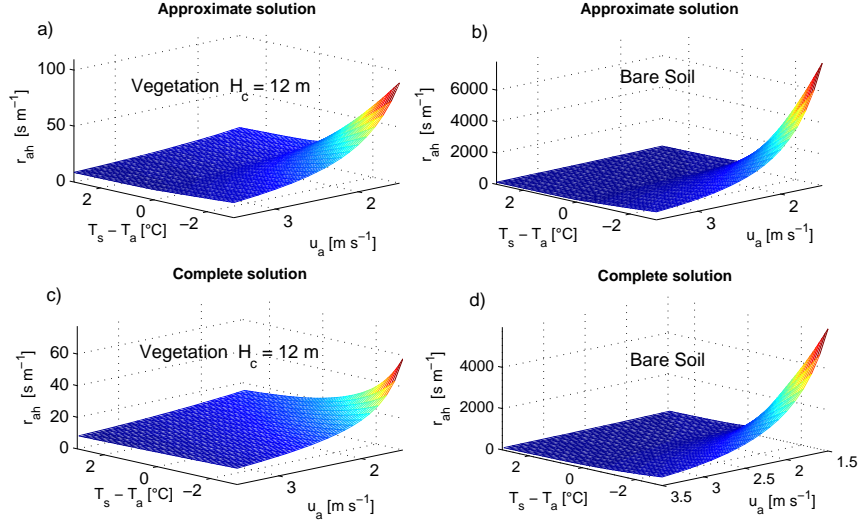 Approximate solution
a)
Vegetation H_c = 12 m
100
50
0
r_ah [s m⁻¹]
2
0
−2
T_s − T_a [°C]
3
2
u_a [m s⁻¹]
Approximate solution
b)
Bare Soil
6000
4000
2000
0
r_ah [s m⁻¹]
2
0
−2
T_s − T_a [°C]
3
2
u_a [m s⁻¹]
Complete solution
c)
Vegetation H_c = 12 m
60
40
20
0
r_ah [s m⁻¹]
2
0
−2
T_s − T_a [°C]
3
2
u_a [m s⁻¹]
Complete solution
d)
Bare Soil
4000
2000
0
r_ah [s m⁻¹]
2
0
−2
T_s − T_a [°C]
3.5
3
2.5
2
1.5
u_a [m s⁻¹]